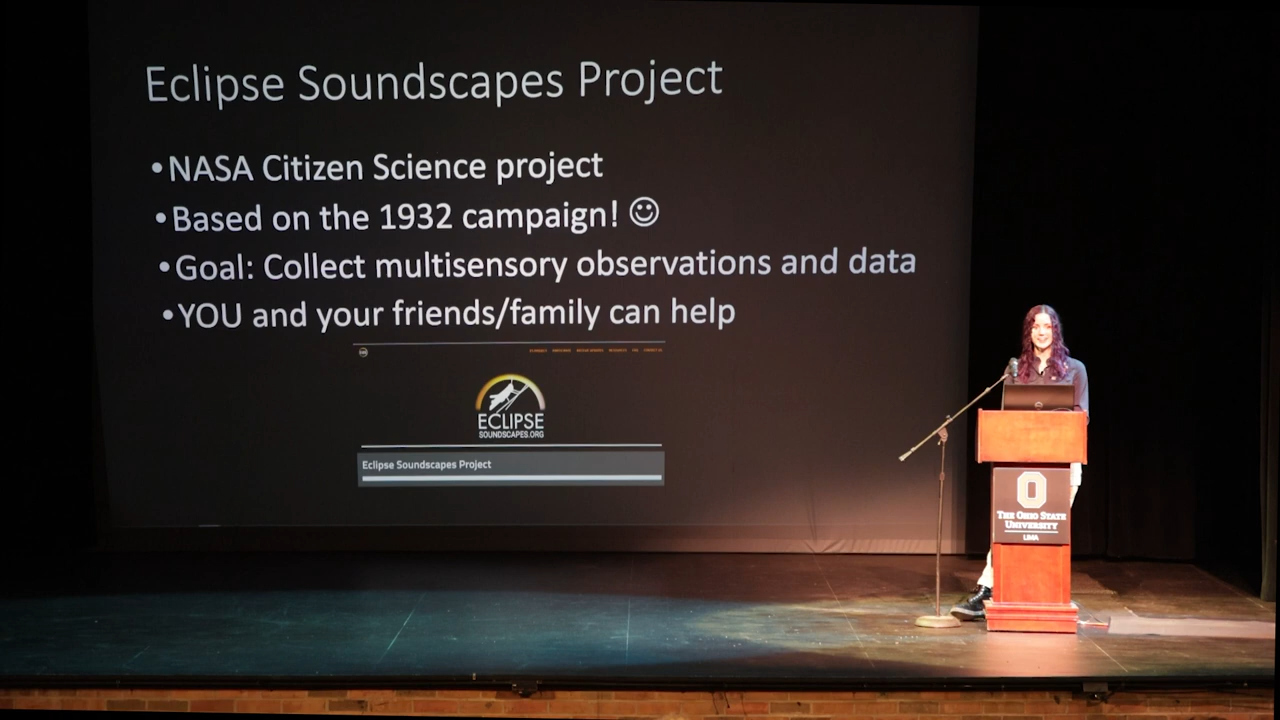 Eclipse Soundscapes Project
•NASA Citizen Science project
•Based on the 1932 campaign! ☺
•Goal: Collect multisensory observations and data
•YOU and your friends/family can help
ECLIPSE
SOUNDSCAPES.ORG
Eclipse Soundscapes Project
O
THE OHIO STATE
UNIVERSITY
LIMA